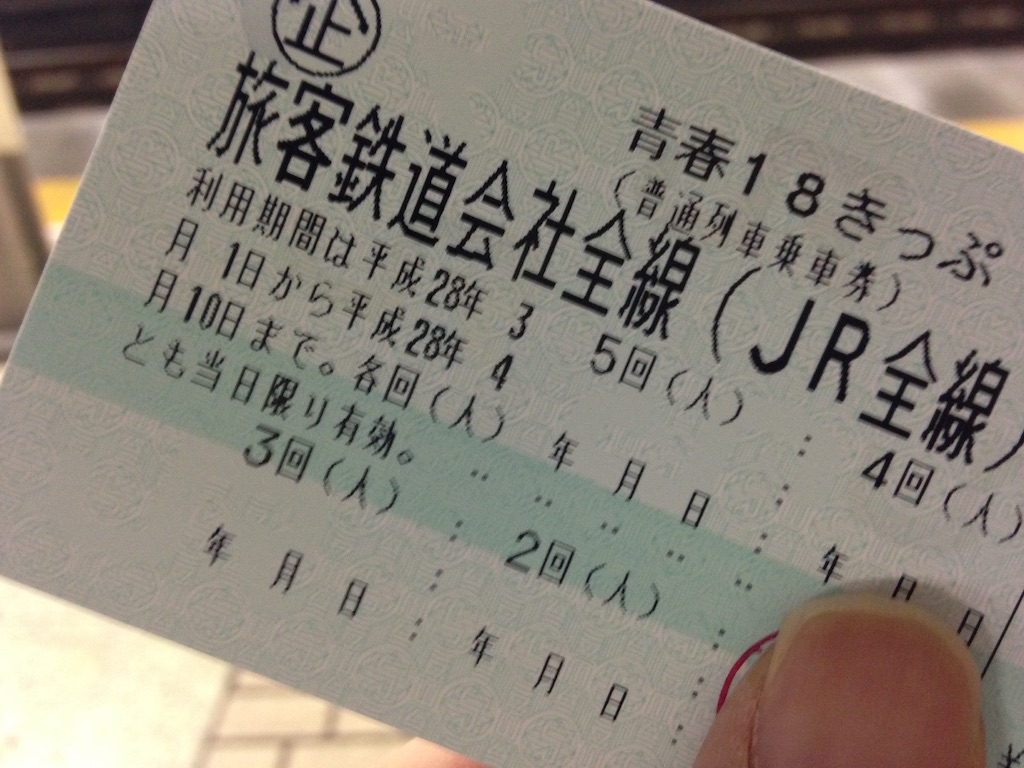 企
青春18きっぷ
(普通列車乗車券)
旅客鉄道会社全線(JR全線)
利用期間は平成28年 3
月 1日から平成28年 4
月10日まで。各回(人)
とも当日限り有効。
5回(人)
年 月 日
4回(人)
年 月 日
3回(人)
年 月 日
2回(人)
年 月 日